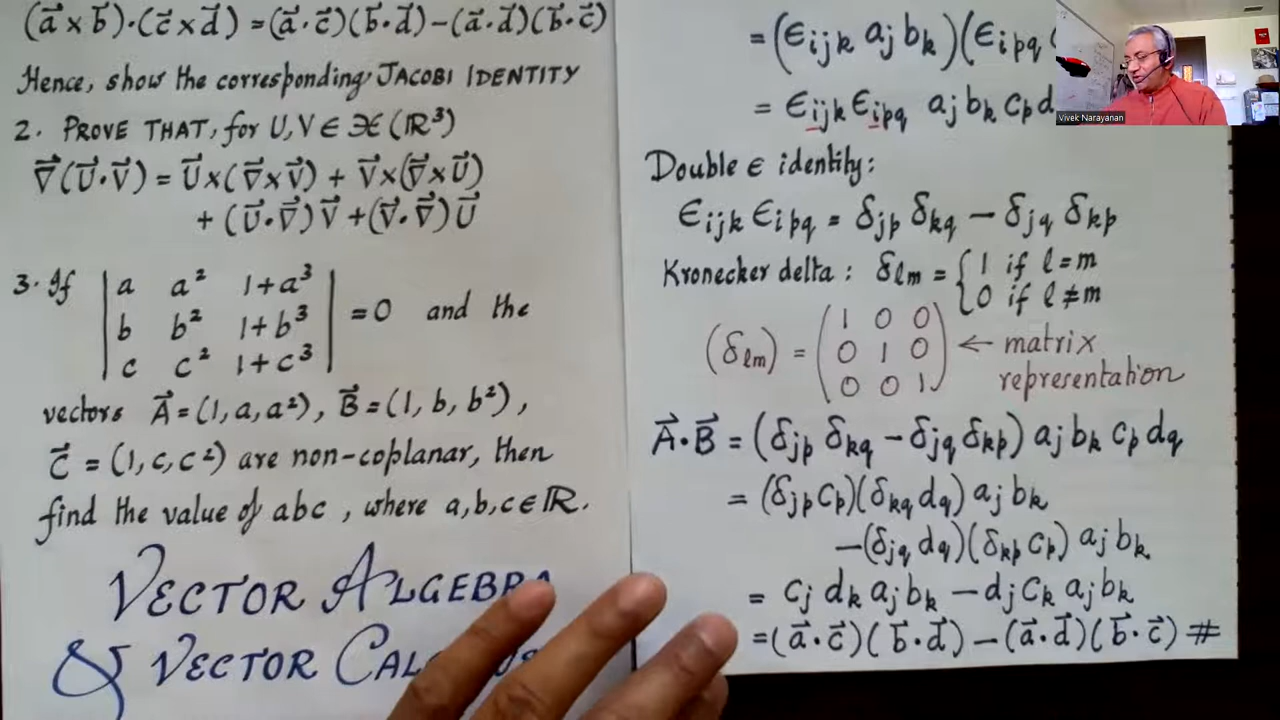 (a⃗ × b⃗)·(c⃗ × d⃗) = (a⃗·c⃗)(b⃗·d⃗) − (a⃗·d⃗)(b⃗·c⃗)
Hence, show the corresponding JACOBI IDENTITY
2. PROVE THAT, for U, V ∈ 𝔛(ℝ³)
∇⃗(U⃗·V⃗) = U⃗×(∇⃗×V⃗) + V⃗×(∇⃗×U⃗)
+ (U⃗·∇⃗)V⃗ + (V⃗·∇⃗)U⃗
3. If | a a² 1+a³ |
| b b² 1+b³ | = 0 and the
| c c² 1+c³ |
vectors A⃗ = (1, a, a²), B⃗ = (1, b, b²),
C⃗ = (1, c, c²) are non-coplanar, then
find the value of abc, where a, b, c ∈ ℝ.
VECTOR ALGEBRA
& VECTOR
= (ϵijk aj bk)(ϵipq
= ϵijk ϵipq aj bk cp d
Vivek Narayanan
Double ϵ identity:
ϵijk ϵipq = δjp δkq − δjq δkp
Kronecker delta: δlm = { 1 if l = m
{ 0 if l ≠ m
(δlm) = ( 1 0 0 )
( 0 1 0 ) ← matrix
( 0 0 1 ) representation
A⃗·B⃗ = (δjp δkq − δjq δkp) aj bk cp dq
= (δjp cp)(δkq dq) aj bk
− (δjq dq)(δkp cp) aj bk
= cj dk aj bk − dj ck aj bk
= (a⃗·c⃗)(b⃗·d⃗) − (a⃗·d⃗)(b⃗·c⃗) #